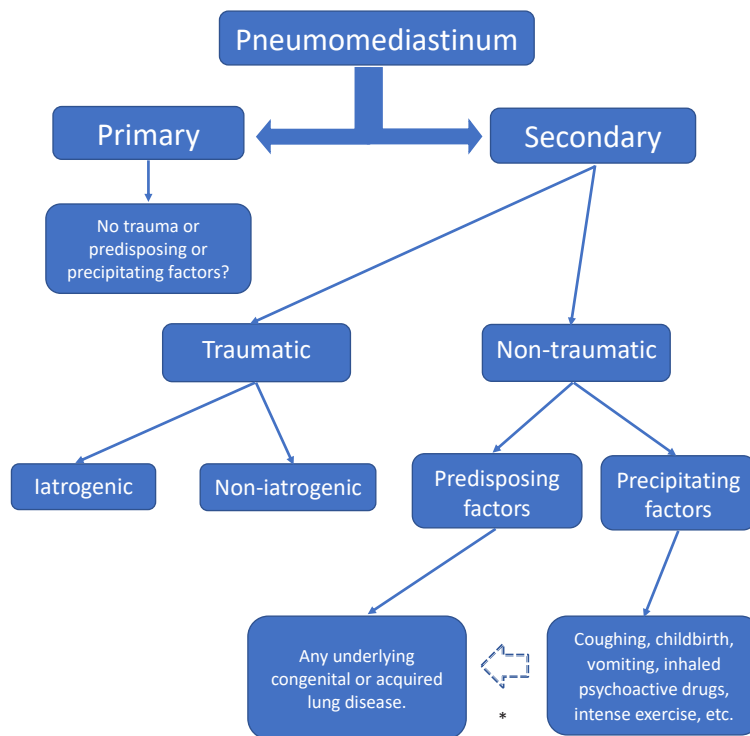 Pneumomediastinum
Primary
Secondary
No trauma or
predisposing or
precipitating factors?
Traumatic
Non-traumatic
Iatrogenic
Non-iatrogenic
Predisposing
factors
Precipitating
factors
Any underlying
congenital or acquired
lung disease.
Coughing, childbirth,
vomiting, inhaled
psychoactive drugs,
intense exercise, etc.
*